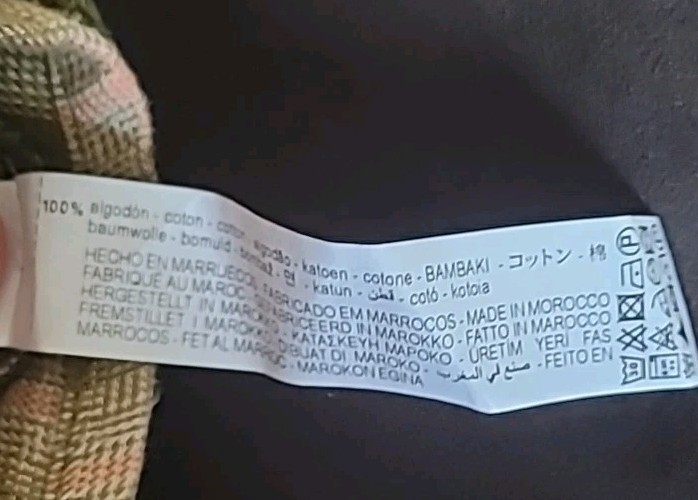 100% algodón - coton - cotton - algodão - katoen - cotone - BAMBAKI - コットン - 棉
baumwolle - bomuld - - 면 - katun - قطن - cotó - kotoia
HECHO EN MARRUECOS FABRICADO EM MARROCOS - MADE IN MOROCCO
FABRIQUÉ AU MAROC - GEFABRICEERD IN MAROKKO - FATTO IN MAROCCO
HERGESTELLT IN MAROKKO - ΚΑΤΑΣΚΕΥΗ ΜΑΡΟΚΟ - ÜRETİM YERİ FAS
FREMSTILLET I MAROKKO - DIBUAT DI MAROKO - صنع في المغرب - FEITO EN
MARROCOS - FET AL MARROC - MAROKON EGINA
P
30